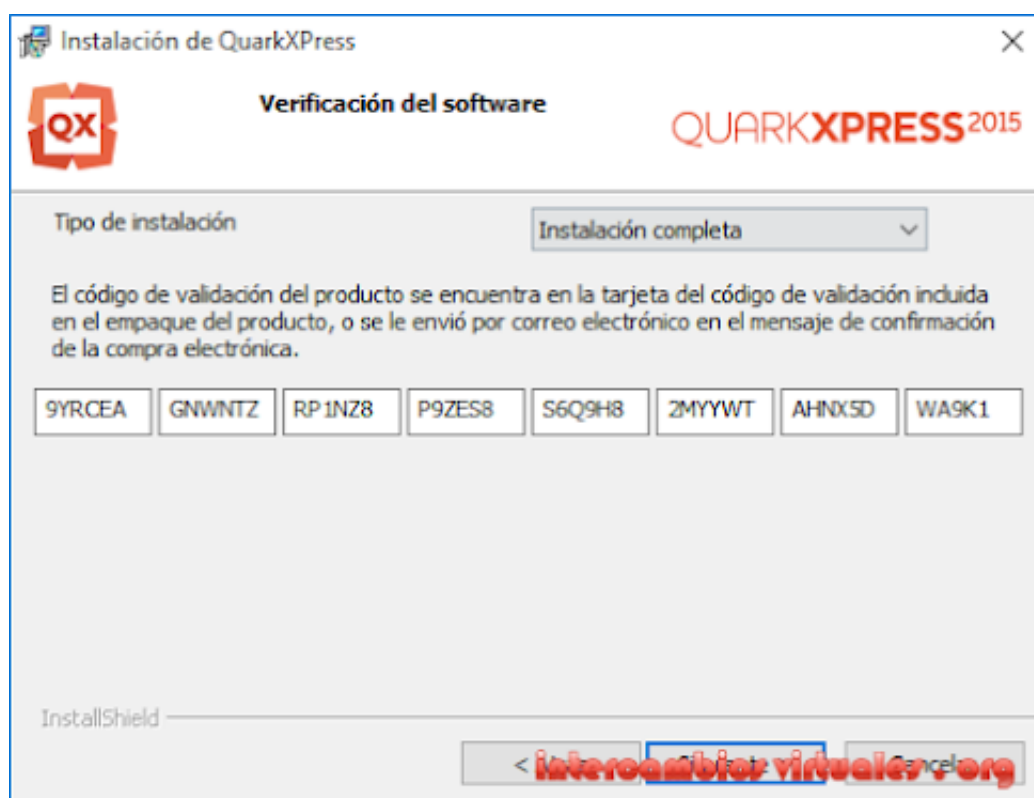 Instalación de QuarkXPress
QX
Verificación del software
QUARKXPRESS 2015
Tipo de instalación
Instalación completa
El código de validación del producto se encuentra en la tarjeta del código de validación incluida
en el empaque del producto, o se le envió por correo electrónico en el mensaje de confirmación
de la compra electrónica.
9YRCEA GNWNTZ RP1NZ8 P9ZES8 S6Q9H8 2MYYWT AHNX5D WA9K1
InstallShield
intercambios virtuales.org